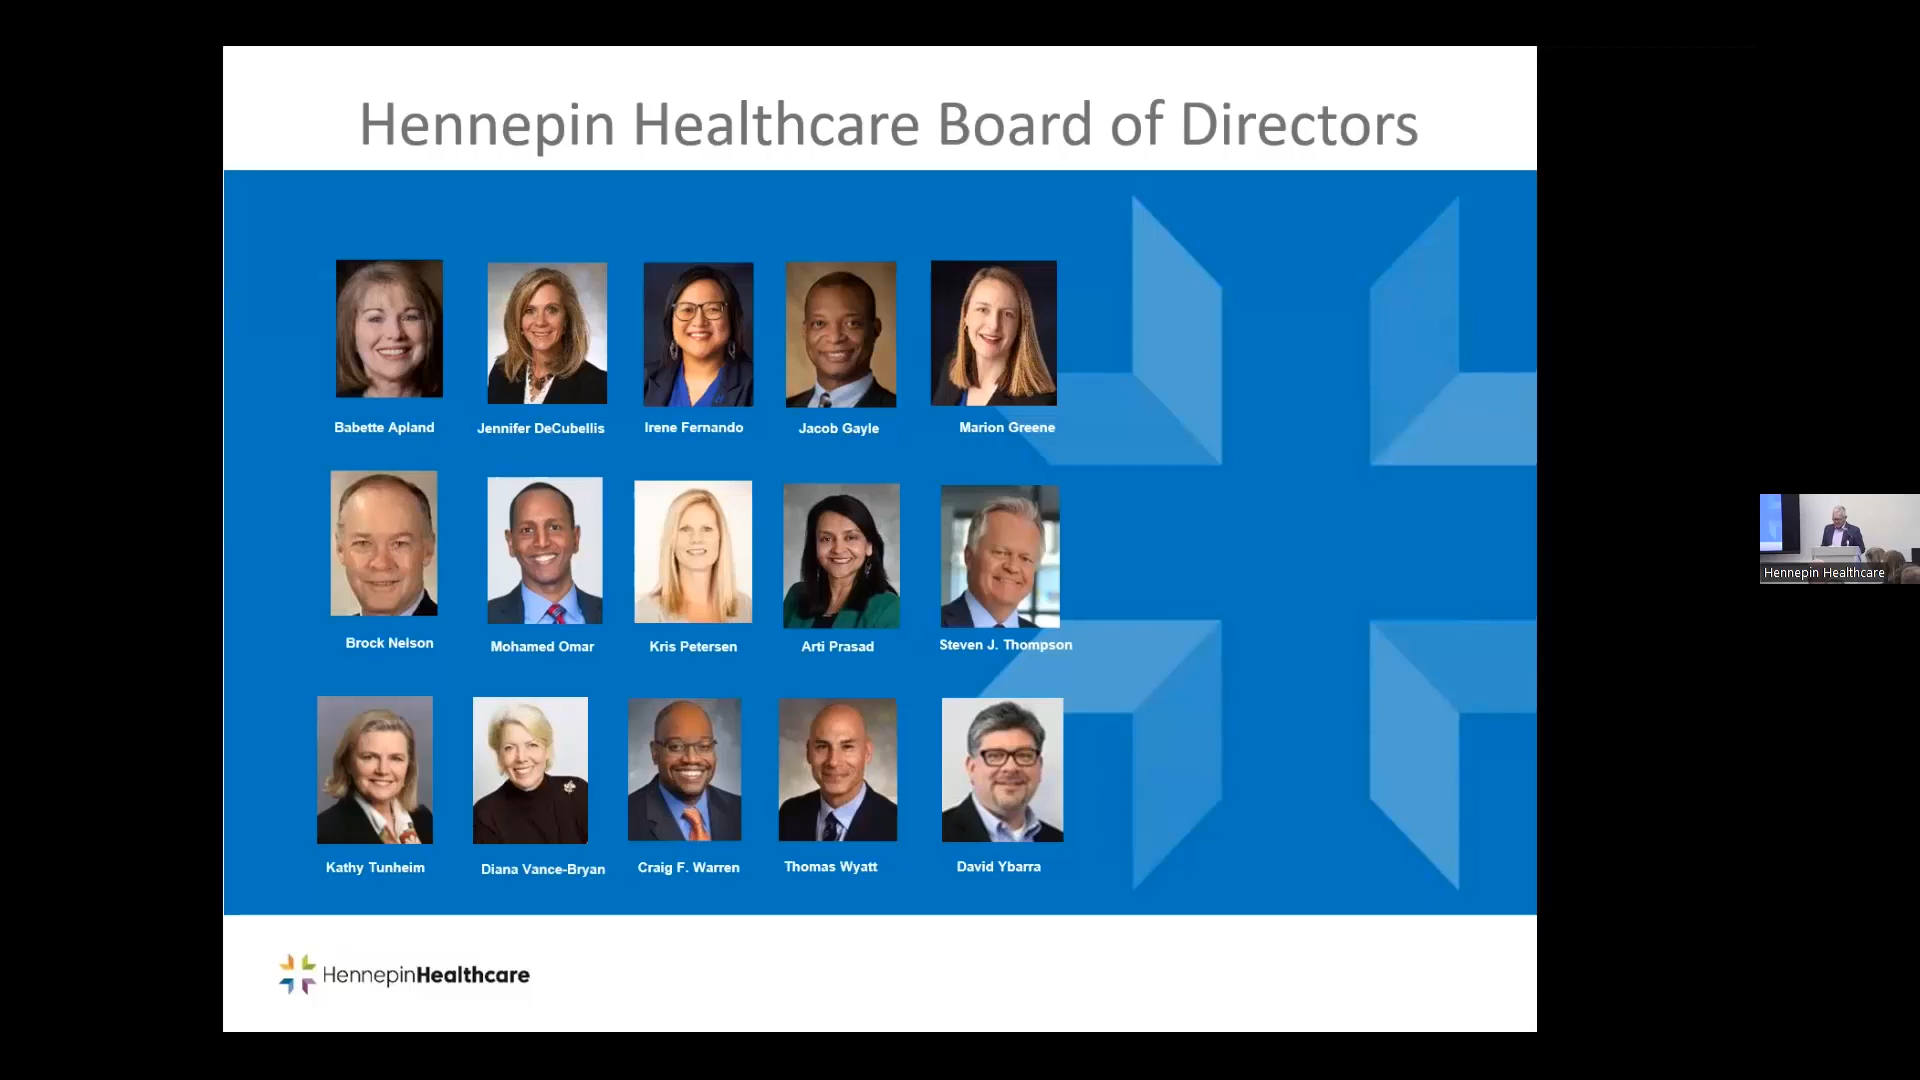 Hennepin Healthcare Board of Directors
Babette Apland
Jennifer DeCubellis
Irene Fernando
Jacob Gayle
Marion Greene
Brock Nelson
Mohamed Omar
Kris Petersen
Arti Prasad
Steven J. Thompson
Kathy Tunheim
Diana Vance-Bryan
Craig F. Warren
Thomas Wyatt
David Ybarra
HennepinHealthcare
Hennepin Healthcare